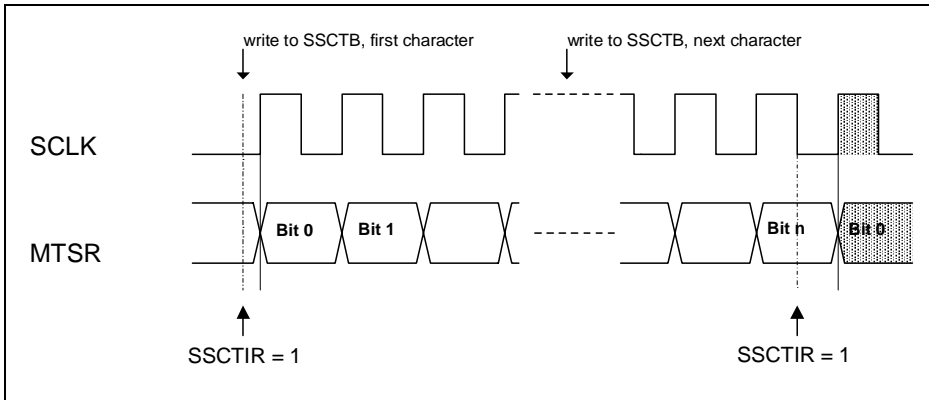 write to SSCTB, first character
write to SSCTB, next character
SCLK
MTSR
Bit 0
Bit 1
Bit n
Bit 0
SSCTIR = 1
SSCTIR = 1